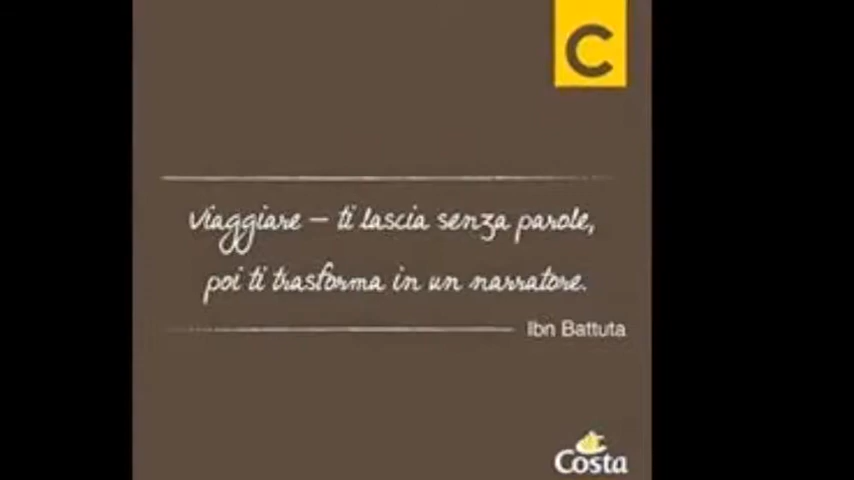 C
Viaggiare – ti lascia senza parole,
poi ti trasforma in un narratore.
Ibn Battuta
Costa